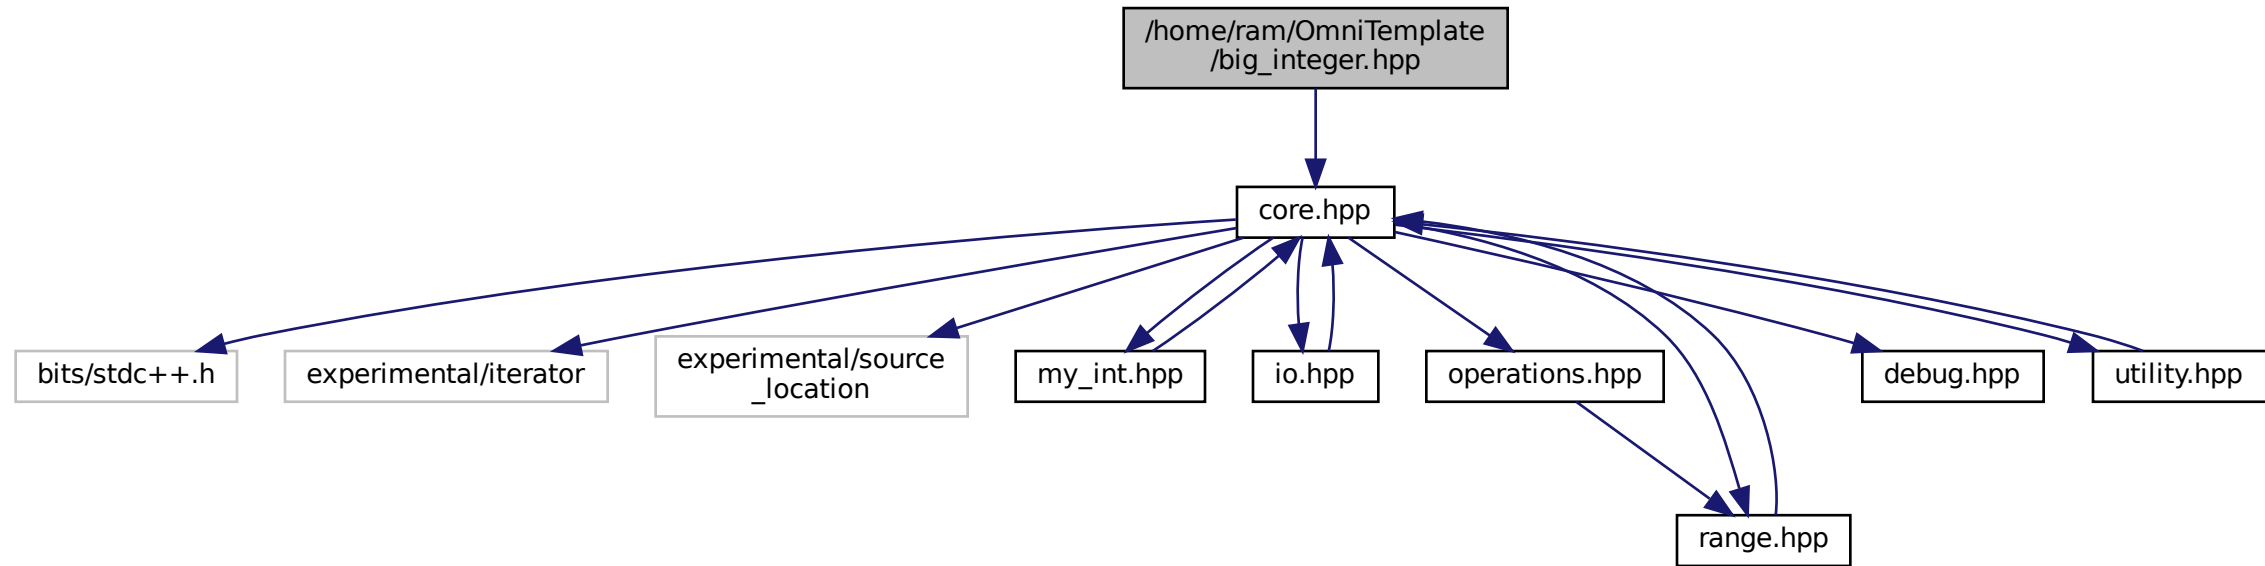 /home/ram/OmniTemplate
/big_integer.hpp
core.hpp
bits/stdc++.h
experimental/iterator
experimental/source
_location
my_int.hpp
io.hpp
operations.hpp
debug.hpp
utility.hpp
range.hpp